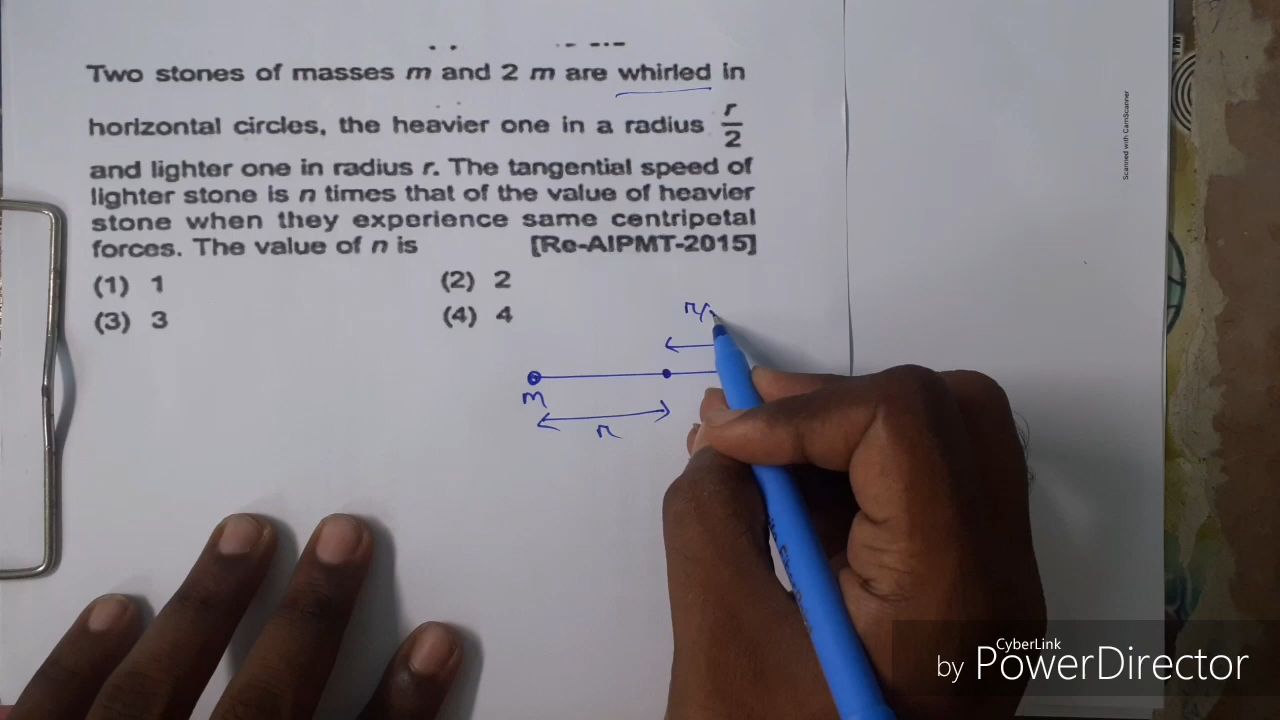 Two stones of masses m and 2 m are whirled in
horizontal circles, the heavier one in a radius r/2
and lighter one in radius r. The tangential speed of
lighter stone is n times that of the value of heavier
stone when they experience same centripetal
forces. The value of n is [Re-AIPMT-2015]
(1) 1 (2) 2
(3) 3 (4) 4
r/
m
r
Scanned with CamScanner
CyberLink
by PowerDirector